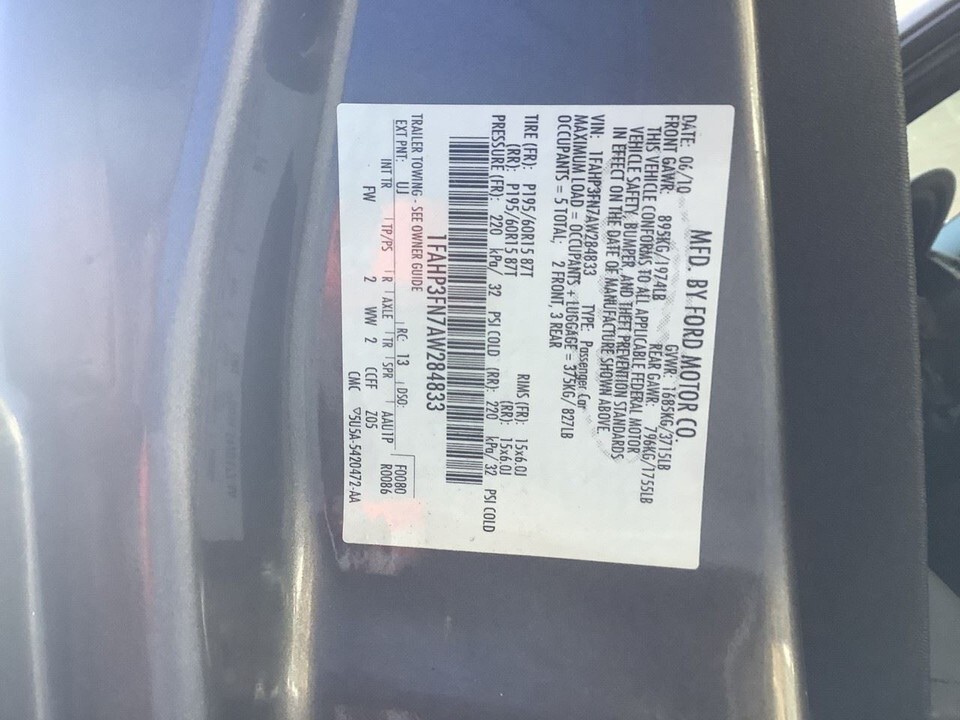 MFD. BY FORD MOTOR CO.
DATE: 06/10 GVWR: 1685KG/3715LB
FRONT GAWR: 895KG/1974LB REAR GAWR: 796KG/1755LB
THIS VEHICLE CONFORMS TO ALL APPLICABLE FEDERAL MOTOR
VEHICLE SAFETY, BUMPER, AND THEFT PREVENTION STANDARDS
IN EFFECT ON THE DATE OF MANUFACTURE SHOWN ABOVE.
VIN: 1FAHP3FN7AW284833 TYPE: Passenger Car
MAXIMUM LOAD = OCCUPANTS + LUGGAGE = 375KG/ 827LB
OCCUPANTS = 5 TOTAL; 2 FRONT, 3 REAR
TIRE (FR): P195/60R15 87T RIMS (FR): 15x6.0J
(RR): P195/60R15 87T (RR): 15x6.0J
PRESSURE (FR): 220 kPa/ 32 PSI COLD (RR): 220 kPa/ 32 PSI COLD
1FAHP3FN7AW284833
TRAILER TOWING - SEE OWNER GUIDE
EXT PNT: UJ RC: 13 DSO: F0080
INT TR TP/PS R AXLE TR SPR AAU1P R0086
FW 2 WW 2 CCFF Z05
CMC 5U5A-5420472-AA